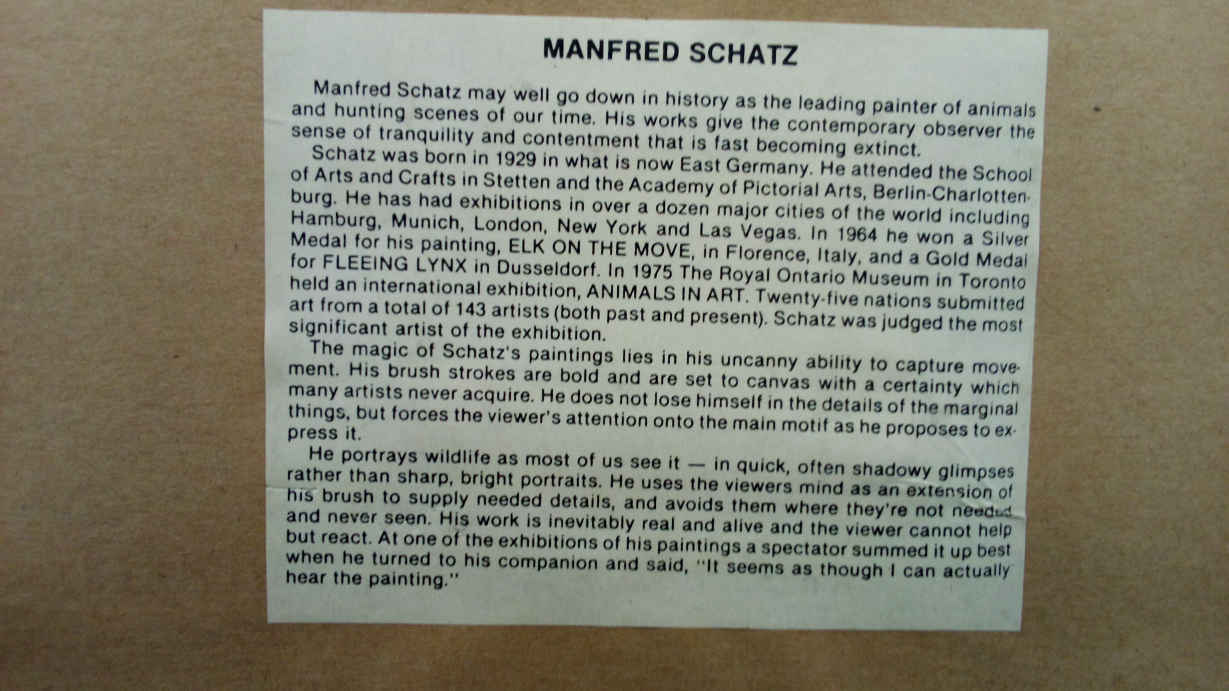 MANFRED SCHATZ
Manfred Schatz may well go down in history as the leading painter of animals
and hunting scenes of our time. His works give the contemporary observer the
sense of tranquility and contentment that is fast becoming extinct.
Schatz was born in 1929 in what is now East Germany. He attended the School
of Arts and Crafts in Stetten and the Academy of Pictorial Arts, Berlin-Charlotten-
burg. He has had exhibitions in over a dozen major cities of the world including
Hamburg, Munich, London, New York and Las Vegas. In 1964 he won a Silver
Medal for his painting, ELK ON THE MOVE, in Florence, Italy, and a Gold Medal
for FLEEING LYNX in Dusseldorf. In 1975 The Royal Ontario Museum in Toronto
held an international exhibition, ANIMALS IN ART. Twenty-five nations submitted
art from a total of 143 artists (both past and present). Schatz was judged the most
significant artist of the exhibition.
The magic of Schatz's paintings lies in his uncanny ability to capture move-
ment. His brush strokes are bold and are set to canvas with a certainty which
many artists never acquire. He does not lose himself in the details of the marginal
things, but forces the viewer's attention onto the main motif as he proposes to ex-
press it.
He portrays wildlife as most of us see it — in quick, often shadowy glimpses
rather than sharp, bright portraits. He uses the viewers mind as an extension of
his brush to supply needed details, and avoids them where they're not needed
and never seen. His work is inevitably real and alive and the viewer cannot help
but react. At one of the exhibitions of his paintings a spectator summed it up best
when he turned to his companion and said, "It seems as though I can actually
hear the painting."